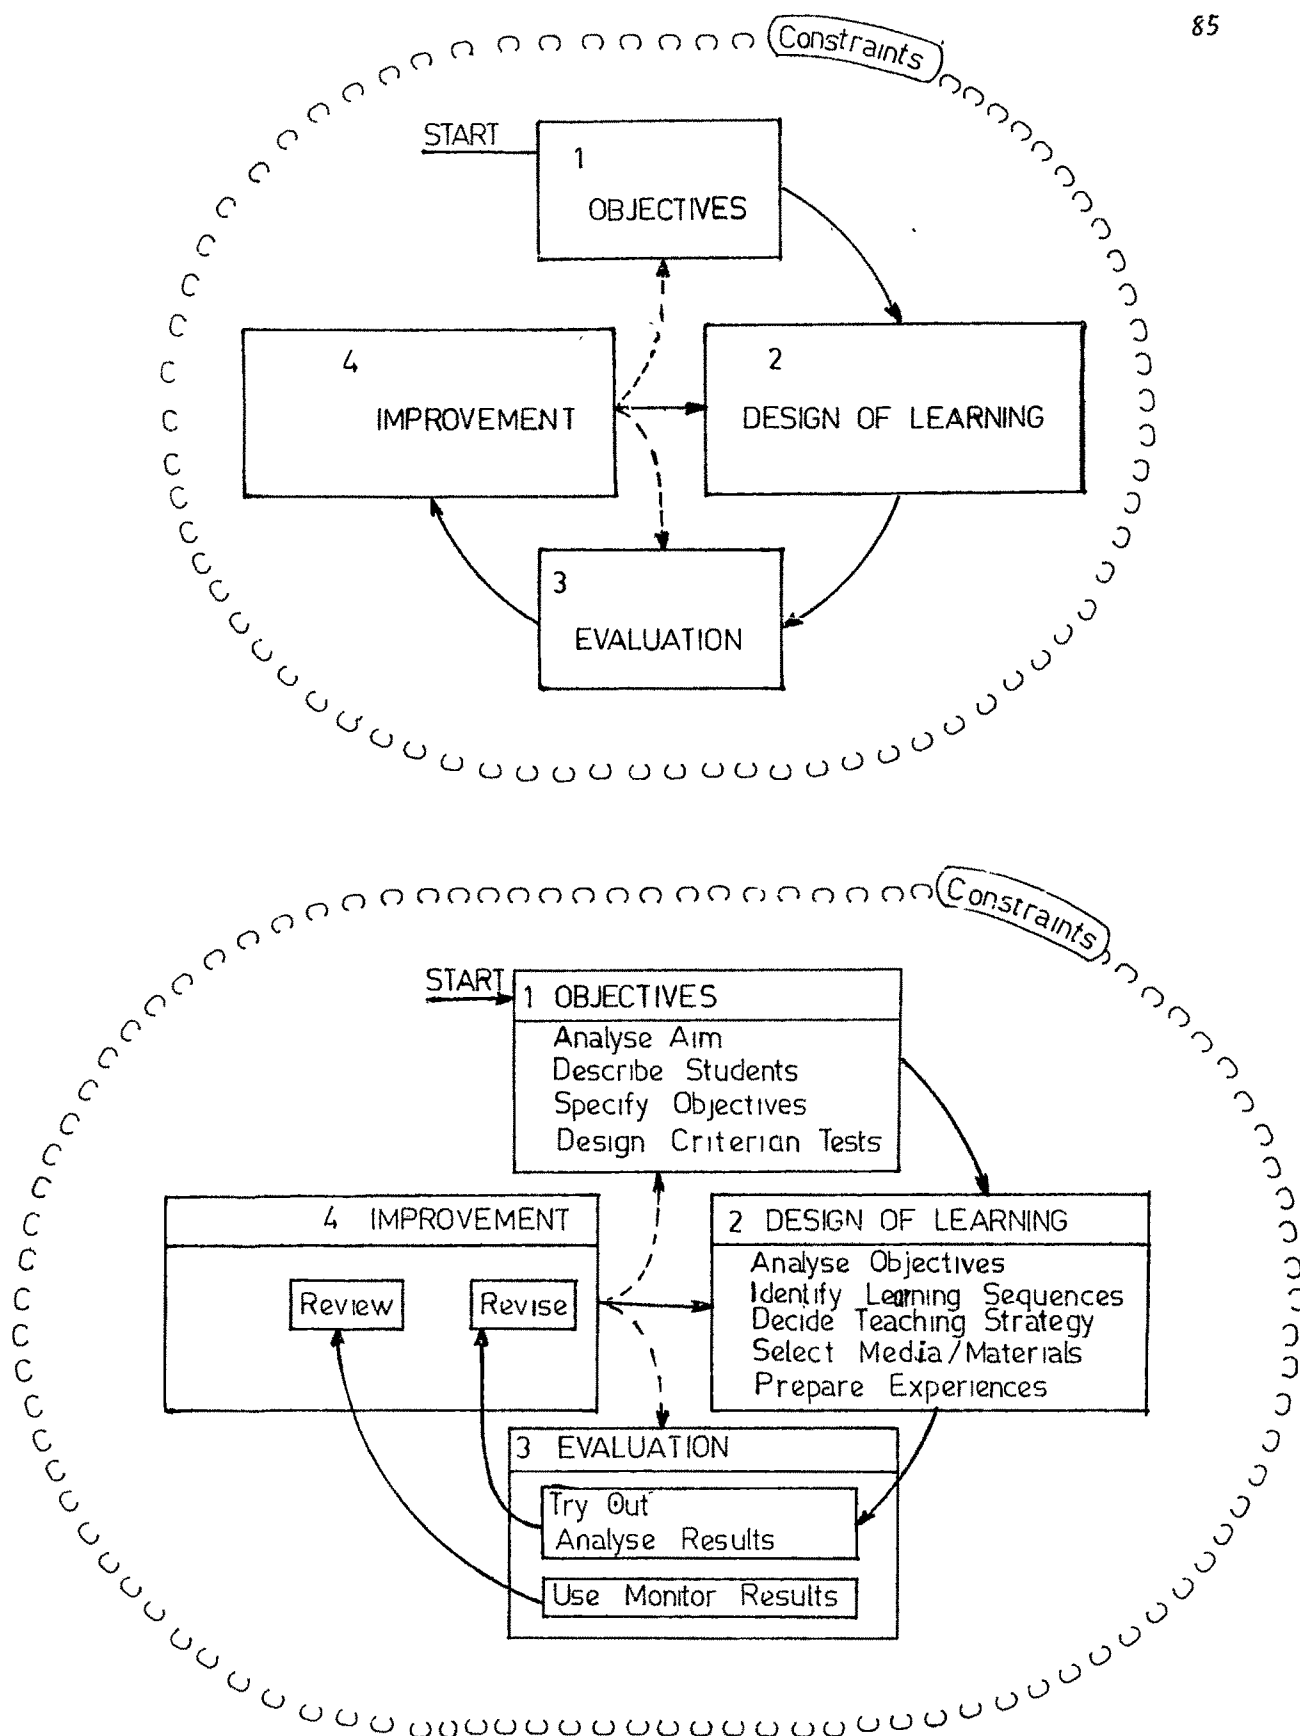 85
Constraints
START
1
OBJECTIVES
4
IMPROVEMENT
2
DESIGN OF LEARNING
3
EVALUATION
Constraints
START
1 OBJECTIVES
Analyse Aim
Describe Students
Specify Objectives
Design Criterian Tests
4 IMPROVEMENT
Review
Revise
2 DESIGN OF LEARNING
Analyse Objectives
Identify Learning Sequences
Decide Teaching Strategy
Select Media/Materials
Prepare Experiences
3 EVALUATION
Try Out
Analyse Results
Use Monitor Results